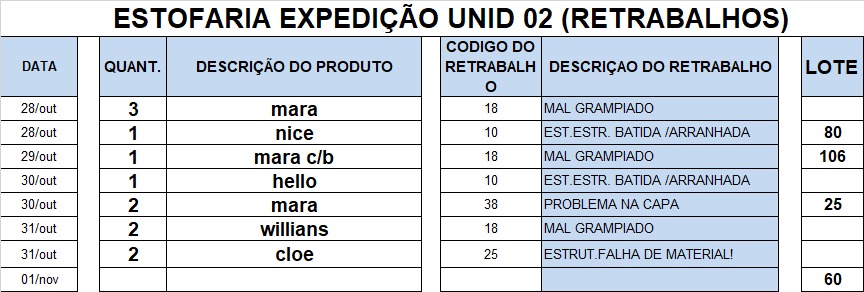 ESTOFARIA EXPEDIÇÃO UNID 02 (RETRABALHOS)
DATA QUANT. DESCRIÇÃO DO PRODUTO CODIGO DO RETRABALHO DESCRIÇAO DO RETRABALHO LOTE
28/out 3 mara 18 MAL GRAMPIADO
28/out 1 nice 10 EST.ESTR. BATIDA /ARRANHADA 80
29/out 1 mara c/b 18 MAL GRAMPIADO 106
30/out 1 hello 10 EST.ESTR. BATIDA /ARRANHADA
30/out 2 mara 38 PROBLEMA NA CAPA 25
31/out 2 willians 18 MAL GRAMPIADO
31/out 2 cloe 25 ESTRUT.FALHA DE MATERIAL!
01/nov 60